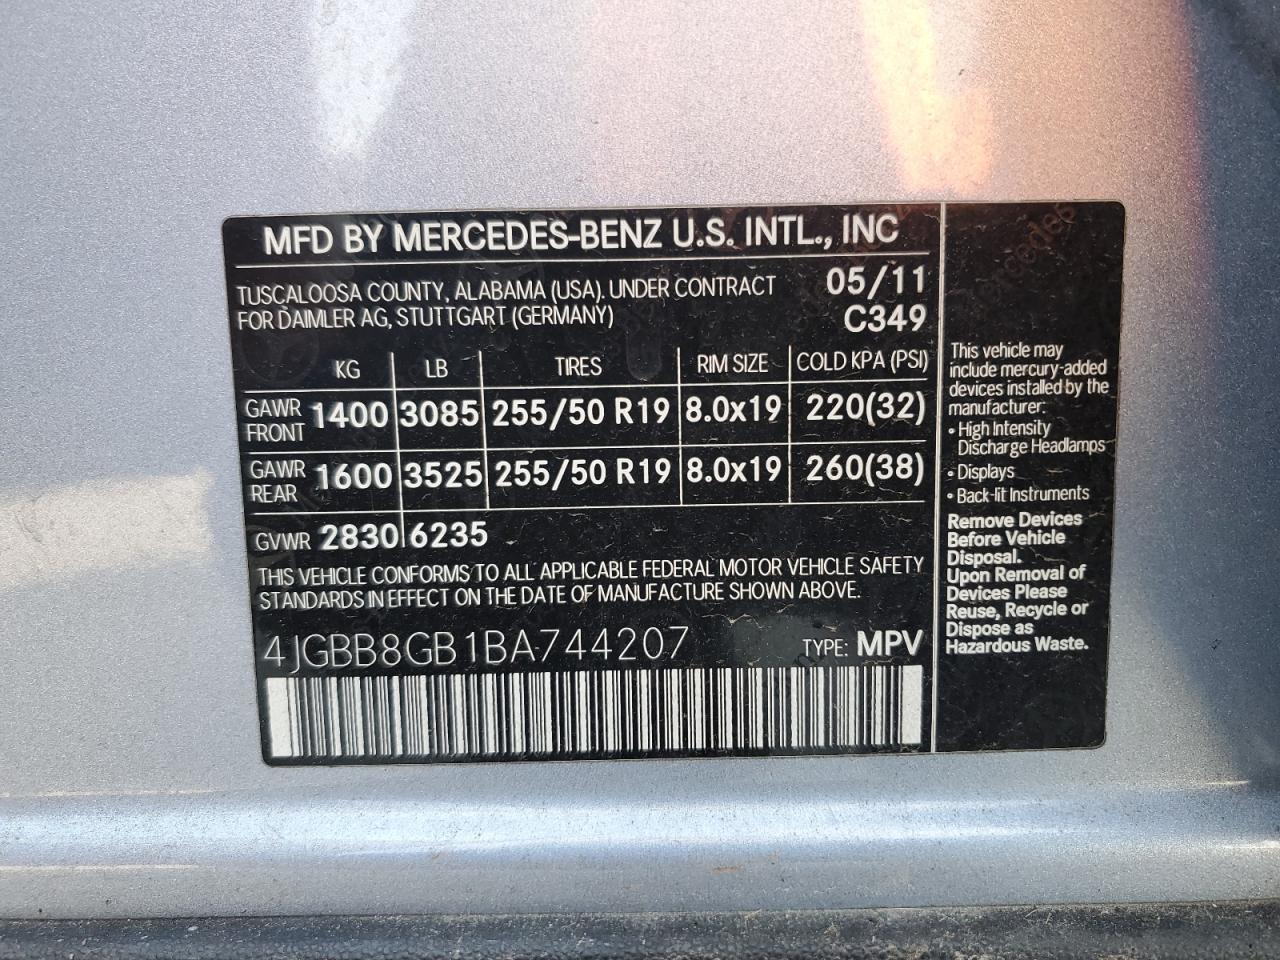 MFD BY MERCEDES-BENZ U.S. INTL., INC
TUSCALOOSA COUNTY, ALABAMA (USA). UNDER CONTRACT
FOR DAIMLER AG, STUTTGART (GERMANY)
05/11
C349
KG LB TIRES RIM SIZE COLD KPA (PSI)
GAWR FRONT 1400 3085 255/50 R19 8.0x19 220(32)
GAWR REAR 1600 3525 255/50 R19 8.0x19 260(38)
GVWR 2830 6235
THIS VEHICLE CONFORMS TO ALL APPLICABLE FEDERAL MOTOR VEHICLE SAFETY
STANDARDS IN EFFECT ON THE DATE OF MANUFACTURE SHOWN ABOVE.
4JGBB8GB1BA744207 TYPE: MPV
This vehicle may
include mercury-added
devices installed by the
manufacturer:
• High Intensity
Discharge Headlamps
• Displays
• Back-lit Instruments
Remove Devices
Before Vehicle
Disposal.
Upon Removal of
Devices Please
Reuse, Recycle or
Dispose as
Hazardous Waste.